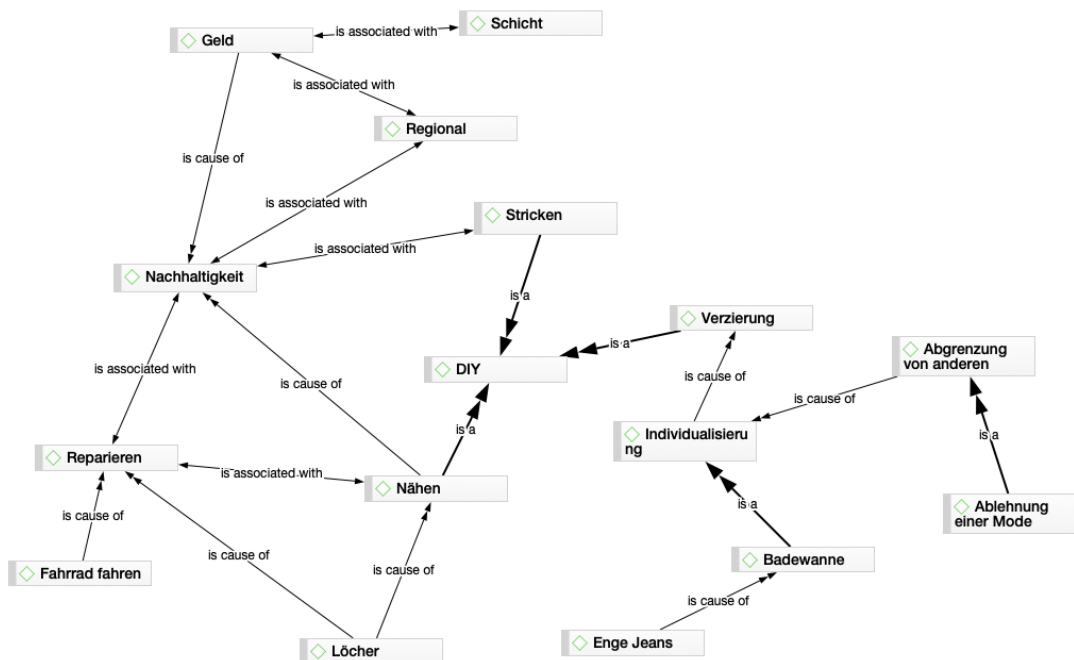 Schicht
Geld
is associated with
is associated with
Regional
is cause of
is associated with
Stricken
is associated with
Nachhaltigkeit
is a
Verzierung
is a
Abgrenzung
von anderen
DIY
is associated with
is cause of
is cause of
is cause of
is a
Individualisieru
ng
is a
Reparieren
is associated with
Nähen
is a
Ablehnung
einer Mode
is cause of
is cause of
is cause of
Badewanne
Fahrrad fahren
is cause of
Löcher
Enge Jeans